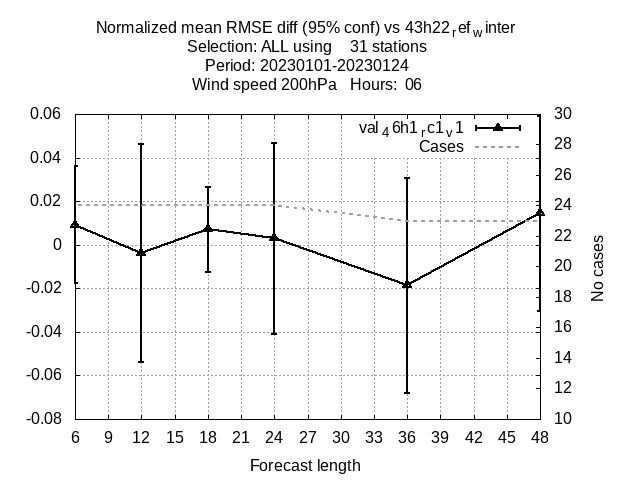 Normalized mean RMSE diff (95% conf) vs 43h22refwinter
Selection: ALL using 31 stations
Period: 20230101-20230124
Wind speed 200hPa Hours: 06
val46h1rc1v1
Cases
0.06
0.04
0.02
0
-0.02
-0.04
-0.06
-0.08
30
28
26
24
22
20
18
16
14
12
10
No cases
6 9 12 15 18 21 24 27 30 33 36 39 42 45 48
Forecast length